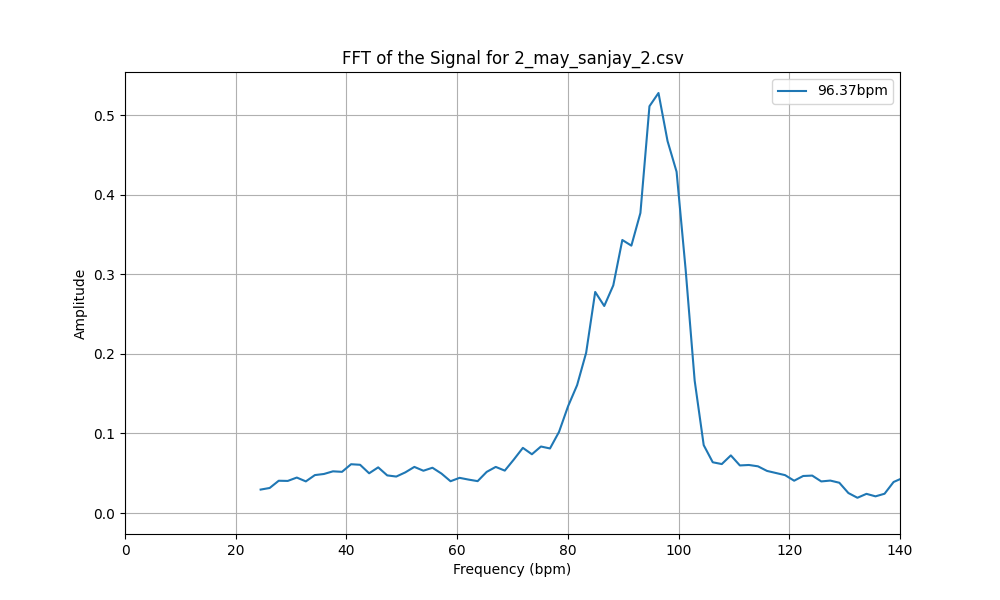 FFT of the Signal for 2_may_sanjay_2.csv
96.37bpm
0.5
0.4
0.3
0.2
0.1
0.0
Amplitude
0 20 40 60 80 100 120 140
Frequency (bpm)